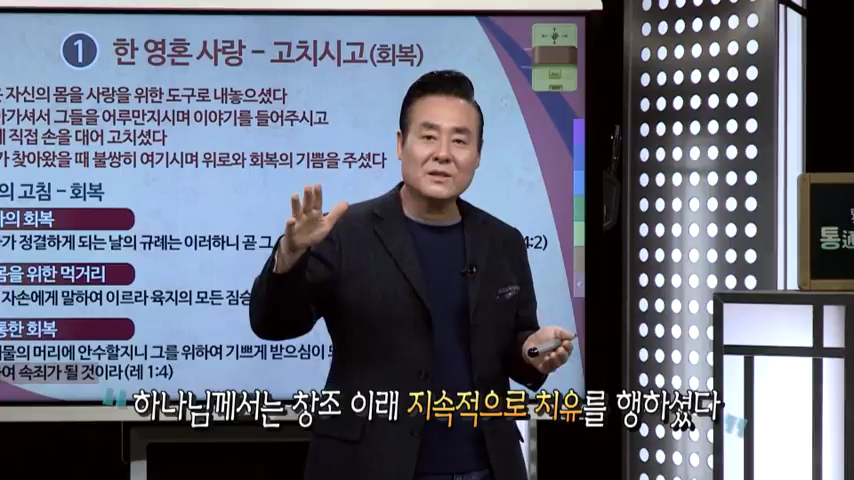 1 한 영혼 사랑 – 고치시고(회복)
자신의 몸을 사랑을 위한 도구로 내놓으셨다
가셔서 그들을 어루만지시며 이야기를 들어주시고
직접 손을 대어 고치셨다
가 찾아왔을 때 불쌍히 여기시며 위로와 회복의 기쁨을 주셨다
의 고침 – 회복
의 회복
가 정결하게 되는 날의 규례는 이러하니 곧 그
4:2)
몸을 위한 먹거리
자손에게 말하여 이르라 육지의 모든 짐승
통한 회복
물의 머리에 안수할지니 그를 위하여 기쁘게 받으심이
여 속죄가 될 것이라(레 1:4)
통通
"하나님께서는 창조 이래 지속적으로 치유를 행하셨다"